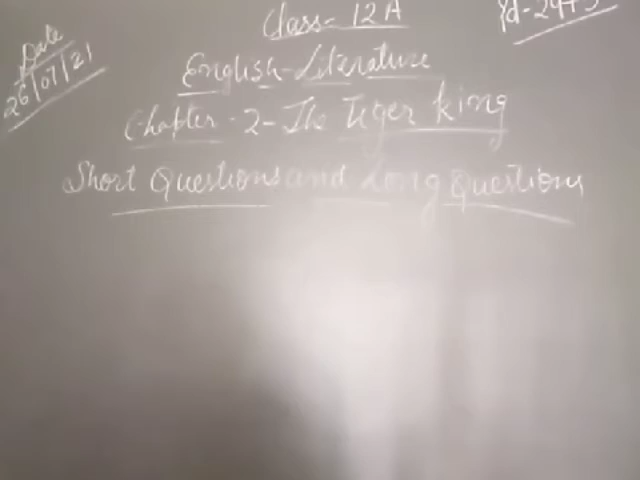 Class- 12 A
Date
26/07/21
English-Literature
Chapter - 2 - The Tiger king
Short Questions and Long Questions